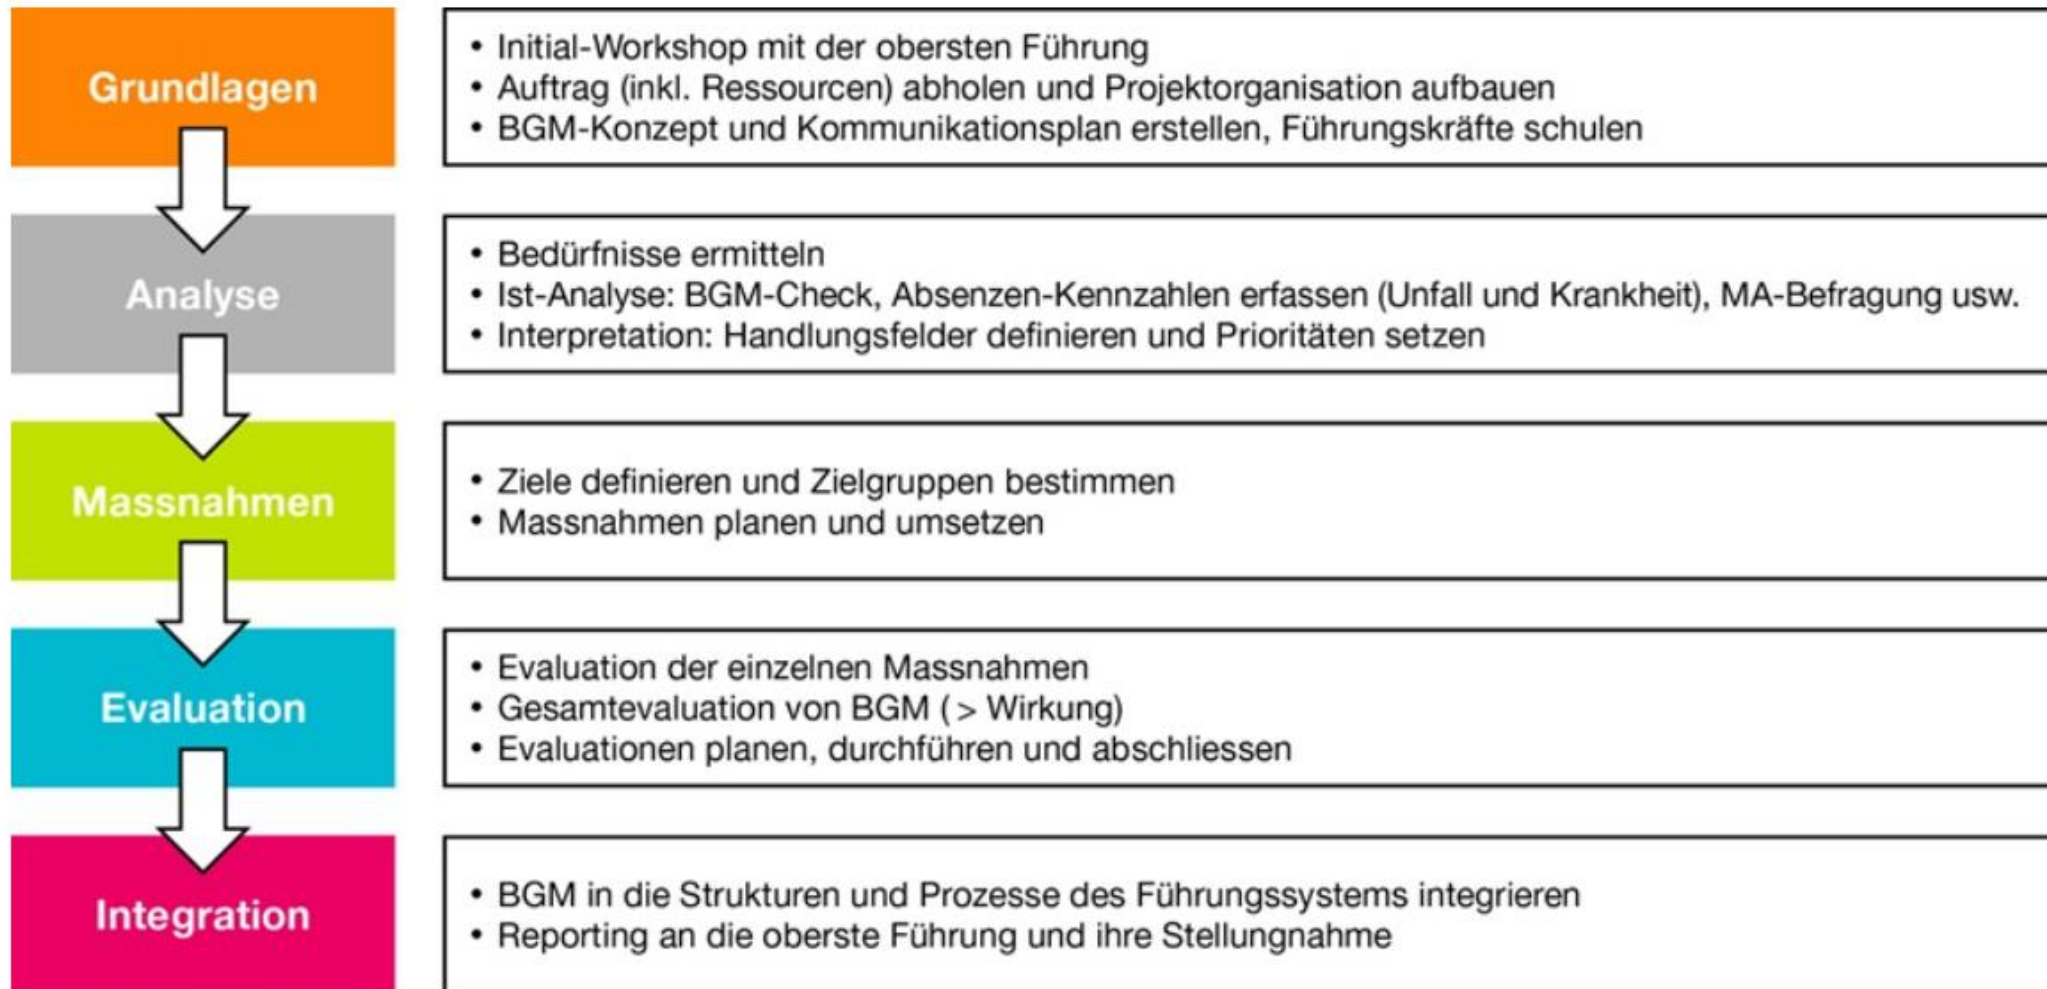 Grundlagen
• Initial-Workshop mit der obersten Führung
• Auftrag (inkl. Ressourcen) abholen und Projektorganisation aufbauen
• BGM-Konzept und Kommunikationsplan erstellen, Führungskräfte schulen
Analyse
• Bedürfnisse ermitteln
• Ist-Analyse: BGM-Check, Absenzen-Kennzahlen erfassen (Unfall und Krankheit), MA-Befragung usw.
• Interpretation: Handlungsfelder definieren und Prioritäten setzen
Massnahmen
• Ziele definieren und Zielgruppen bestimmen
• Massnahmen planen und umsetzen
Evaluation
• Evaluation der einzelnen Massnahmen
• Gesamtevaluation von BGM ( > Wirkung)
• Evaluationen planen, durchführen und abschliessen
Integration
• BGM in die Strukturen und Prozesse des Führungssystems integrieren
• Reporting an die oberste Führung und ihre Stellungnahme